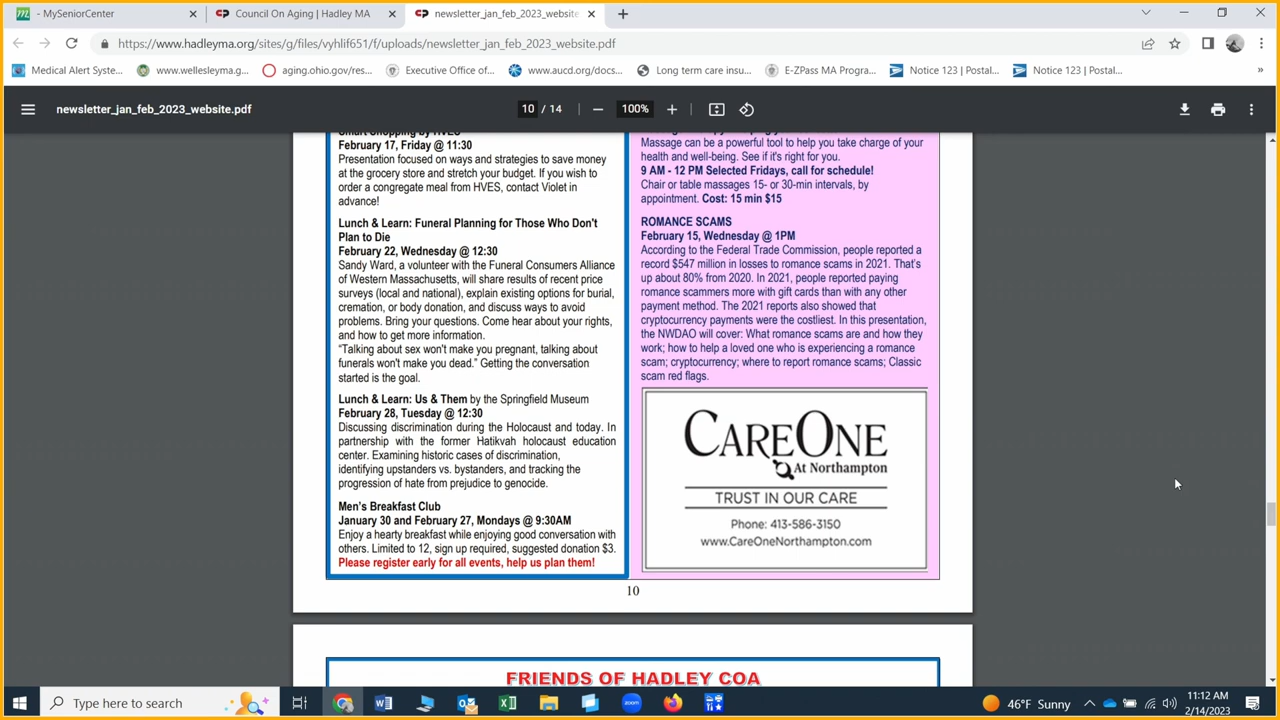 - MySeniorCenter
Council On Aging | Hadley MA
newsletter_jan_feb_2023_website
https://www.hadleyma.org/sites/g/files/vyhlif651/f/uploads/newsletter_jan_feb_2023_website.pdf
Medical Alert Syste...
www.wellesleyma.g...
aging.ohio.gov/res...
Executive Office of...
www.aucd.org/docs...
Long term care insu...
E-ZPass MA Progra...
Notice 123 | Postal...
Notice 123 | Postal...
newsletter_jan_feb_2023_website.pdf
10 / 14
100%
Smart Shopping by HVES
February 17, Friday @ 11:30
Presentation focused on ways and strategies to save money
at the grocery store and stretch your budget. If you wish to
order a congregate meal from HVES, contact Violet in
advance!
Lunch & Learn: Funeral Planning for Those Who Don't
Plan to Die
February 22, Wednesday @ 12:30
Sandy Ward, a volunteer with the Funeral Consumers Alliance
of Western Massachusetts, will share results of recent price
surveys (local and national), explain existing options for burial,
cremation, or body donation, and discuss ways to avoid
problems. Bring your questions. Come hear about your rights,
and how to get more information.
“Talking about sex won't make you pregnant, talking about
funerals won't make you dead.” Getting the conversation
started is the goal.
Lunch & Learn: Us & Them by the Springfield Museum
February 28, Tuesday @ 12:30
Discussing discrimination during the Holocaust and today. In
partnership with the former Hatikvah holocaust education
center. Examining historic cases of discrimination,
identifying upstanders vs. bystanders, and tracking the
progression of hate from prejudice to genocide.
Men's Breakfast Club
January 30 and February 27, Mondays @ 9:30AM
Enjoy a hearty breakfast while enjoying good conversation with
others. Limited to 12, sign up required, suggested donation $3.
Please register early for all events, help us plan them!
Massage can be a powerful tool to help you take charge of your
health and well-being. See if it's right for you.
9 AM - 12 PM Selected Fridays, call for schedule!
Chair or table massages 15- or 30-min intervals, by
appointment. Cost: 15 min $15
ROMANCE SCAMS
February 15, Wednesday @ 1PM
According to the Federal Trade Commission, people reported a
record $547 million in losses to romance scams in 2021. That's
up about 80% from 2020. In 2021, people reported paying
romance scammers more with gift cards than with any other
payment method. The 2021 reports also showed that
cryptocurrency payments were the costliest. In this presentation,
the NWDAO will cover: What romance scams are and how they
work; how to help a loved one who is experiencing a romance
scam; cryptocurrency; where to report romance scams; Classic
scam red flags.
CAREONE
At Northampton
TRUST IN OUR CARE
Phone: 413-586-3150
www.CareOneNorthampton.com
10
FRIENDS OF HADLEY COA
Type here to search
46°F Sunny
11:12 AM
2/14/2023